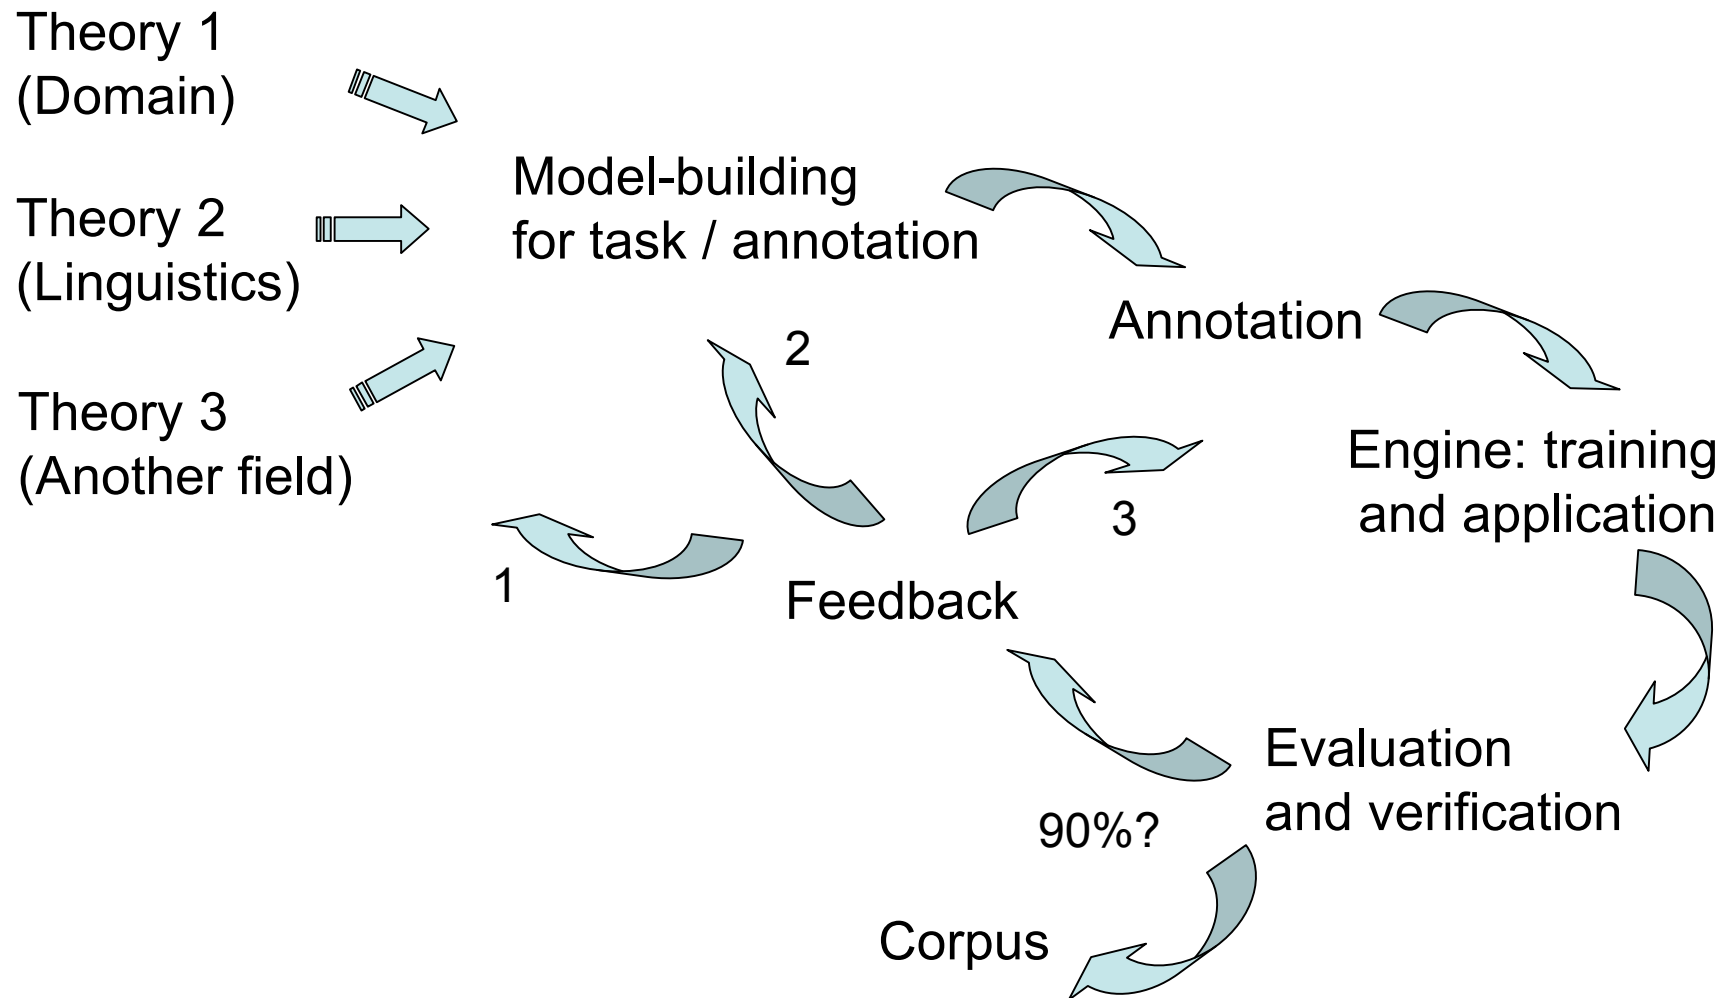 Theory 1
(Domain)
Theory 2
(Linguistics)
Theory 3
(Another field)
Model-building
for task / annotation
Annotation
Engine: training
and application
2
3
1
Feedback
Evaluation
and verification
90%?
Corpus